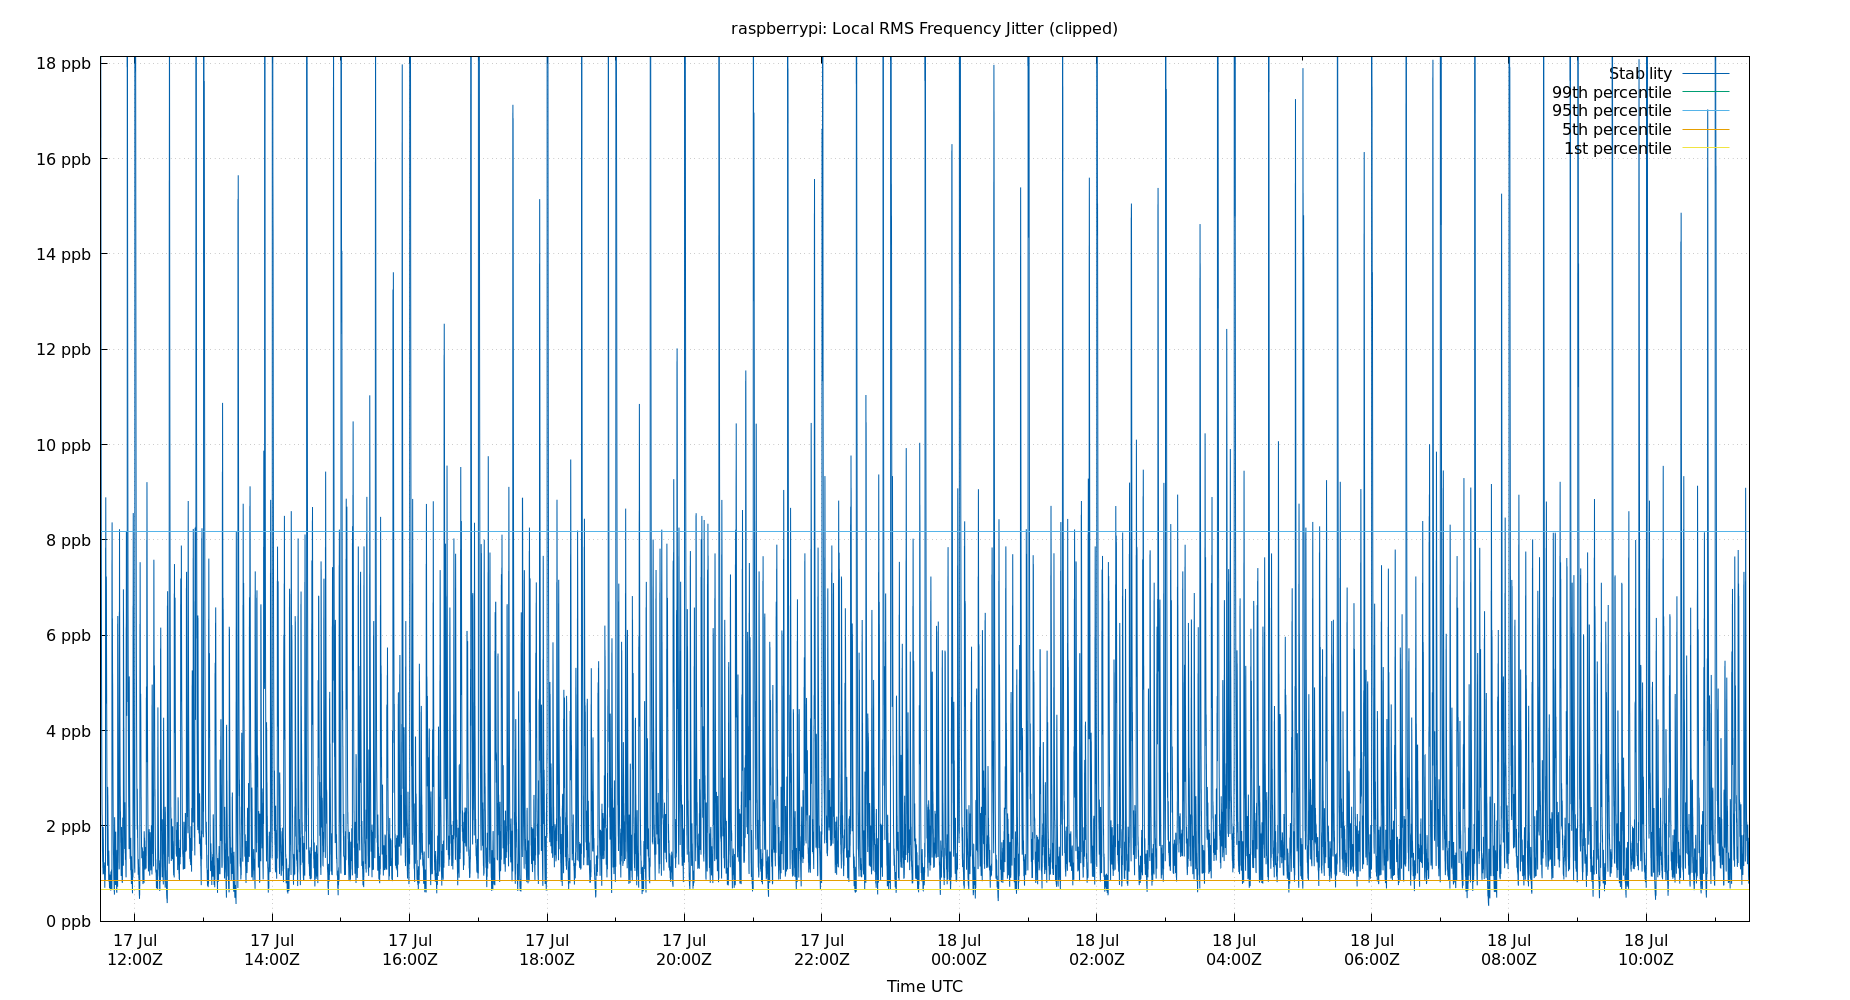 raspberrypi: Local RMS Frequency Jitter (clipped)
18 ppb
16 ppb
14 ppb
12 ppb
10 ppb
8 ppb
6 ppb
4 ppb
2 ppb
0 ppb
Stability
99th percentile
95th percentile
5th percentile
1st percentile
17 Jul 17 Jul 17 Jul 17 Jul 17 Jul 17 Jul 18 Jul 18 Jul 18 Jul 18 Jul 18 Jul 18 Jul
12:00Z 14:00Z 16:00Z 18:00Z 20:00Z 22:00Z 00:00Z 02:00Z 04:00Z 06:00Z 08:00Z 10:00Z
Time UTC